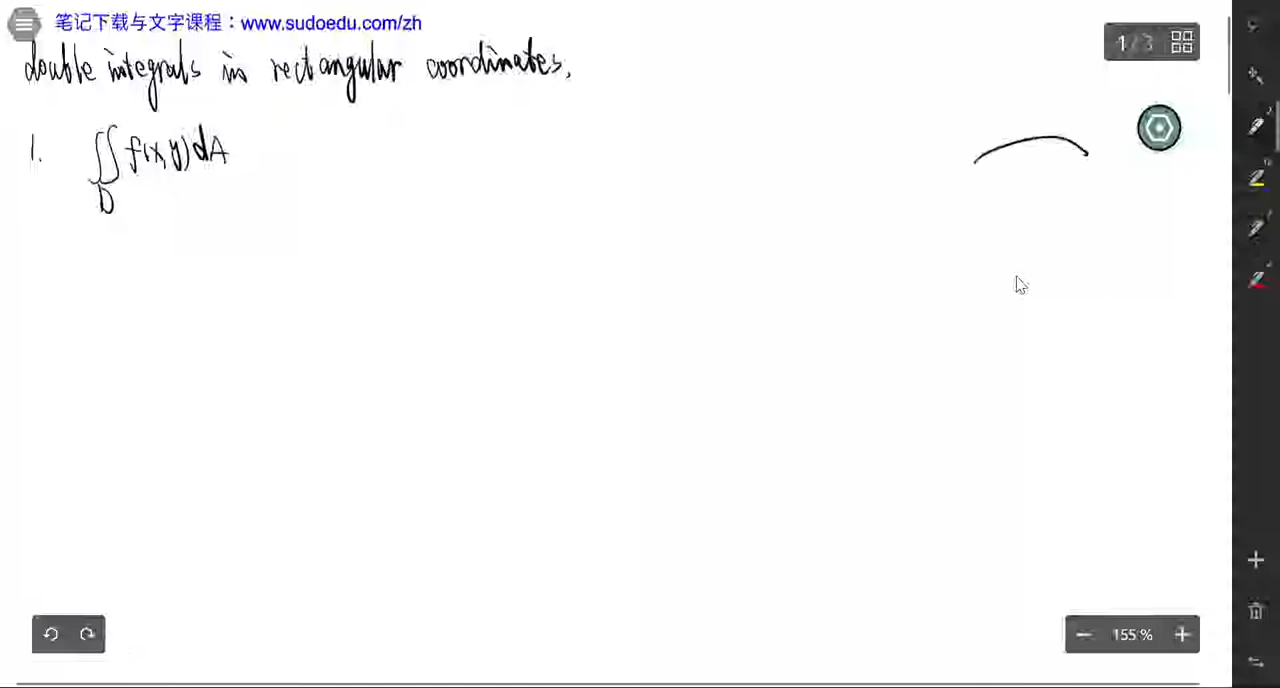 笔记下载与文字课程：www.sudoedu.com/zh
1 / 3
double integrals in rectangular coordinates.
1. ∬ f(x,y)dA
D
155 %